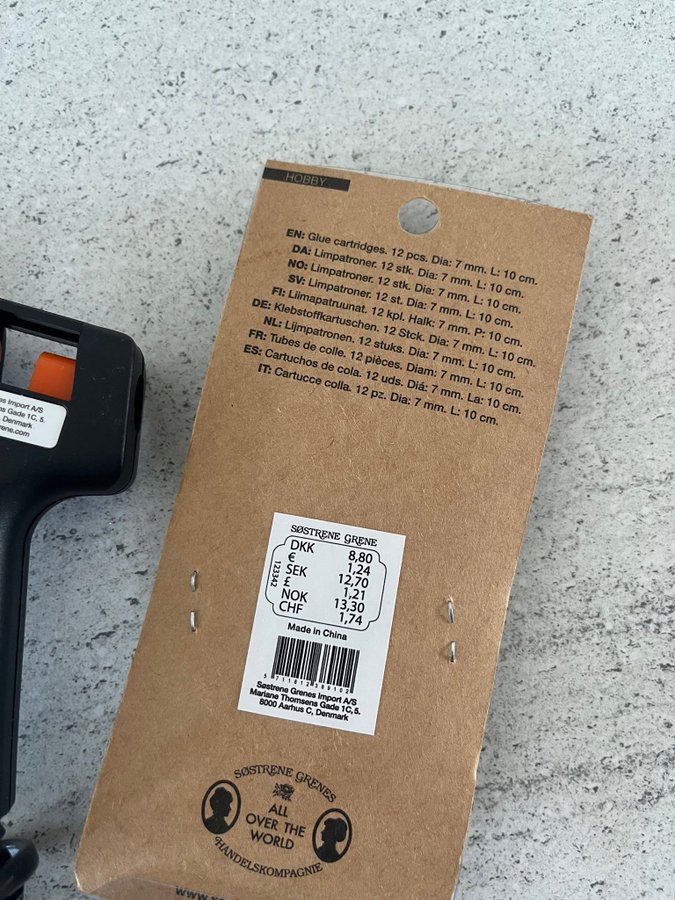 HOBBY
EN: Glue cartridges. 12 pcs. Dia: 7 mm. L: 10 cm.
DA: Limpatroner. 12 stk. Dia: 7 mm. L: 10 cm.
NO: Limpatroner. 12 stk. Dia: 7 mm. L: 10 cm.
SV: Limpatroner. 12 st. Dia: 7 mm. L: 10 cm.
FI: Liimapatruunat. 12 kpl. Halk: 7 mm. P: 10 cm.
DE: Klebstoffkartuschen. 12 Stck. Dia: 7 mm. L: 10 cm.
NL: Lijmpatronen. 12 stuks. Diam: 7 mm. L: 10 cm.
FR: Tubes de colle. 12 pièces. Diam: 7 mm. L: 10 cm.
ES: Cartuchos de cola. 12 uds. Diá: 7 mm. La: 10 cm.
IT: Cartucce colla. 12 pz. Dia: 7 mm. L: 10 cm.
Import A/S
Gade 1C, 5.
Denmark
SØSTRENE GRENE
DKK 8,80
€ 1,24
SEK 12,70
£ 1,21
NOK 13,30
CHF 1,74
123342
Made in China
5 711812 389102
Søstrene Grenes Import A/S
Mariane Thomsens Gade 1C, 5.
8000 Aarhus C, Denmark
SØSTRENE GRENES
ALL
OVER THE
WORLD
HANDELSKOMPAGNIE